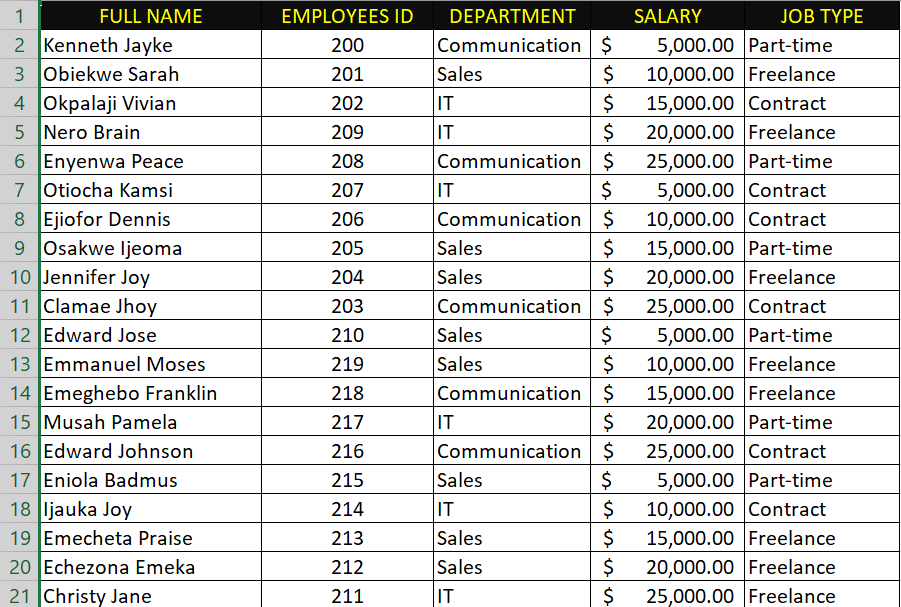 1 FULL NAME EMPLOYEES ID DEPARTMENT SALARY JOB TYPE
2 Kenneth Jayke 200 Communication $ 5,000.00 Part-time
3 Obiekwe Sarah 201 Sales $ 10,000.00 Freelance
4 Okpalaji Vivian 202 IT $ 15,000.00 Contract
5 Nero Brain 209 IT $ 20,000.00 Freelance
6 Enyenwa Peace 208 Communication $ 25,000.00 Part-time
7 Otiocha Kamsi 207 IT $ 5,000.00 Contract
8 Ejiofor Dennis 206 Communication $ 10,000.00 Contract
9 Osakwe Ijeoma 205 Sales $ 15,000.00 Part-time
10 Jennifer Joy 204 Sales $ 20,000.00 Freelance
11 Clamae Jhoy 203 Communication $ 25,000.00 Contract
12 Edward Jose 210 Sales $ 5,000.00 Part-time
13 Emmanuel Moses 219 Sales $ 10,000.00 Freelance
14 Emeghebo Franklin 218 Communication $ 15,000.00 Freelance
15 Musah Pamela 217 IT $ 20,000.00 Part-time
16 Edward Johnson 216 Communication $ 25,000.00 Contract
17 Eniola Badmus 215 Sales $ 5,000.00 Part-time
18 Ijauka Joy 214 IT $ 10,000.00 Contract
19 Emecheta Praise 213 Sales $ 15,000.00 Freelance
20 Echezona Emeka 212 Sales $ 20,000.00 Freelance
21 Christy Jane 211 IT $ 25,000.00 Freelance